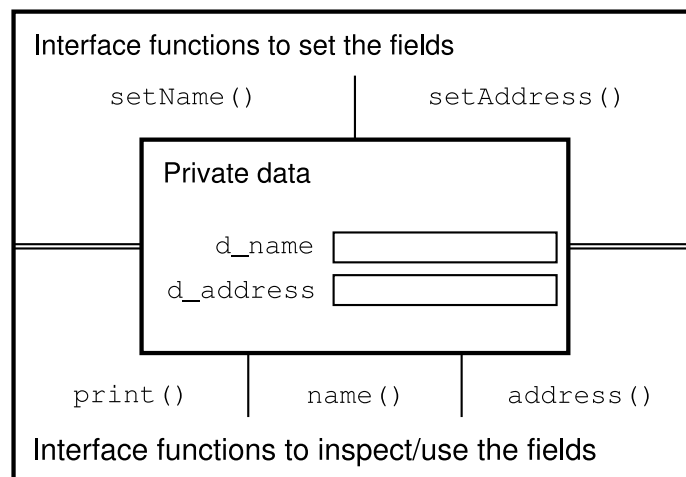 Interface functions to set the fields
setName() setAddress()
Private data
d_name
d_address
print() name() address()
Interface functions to inspect/use the fields